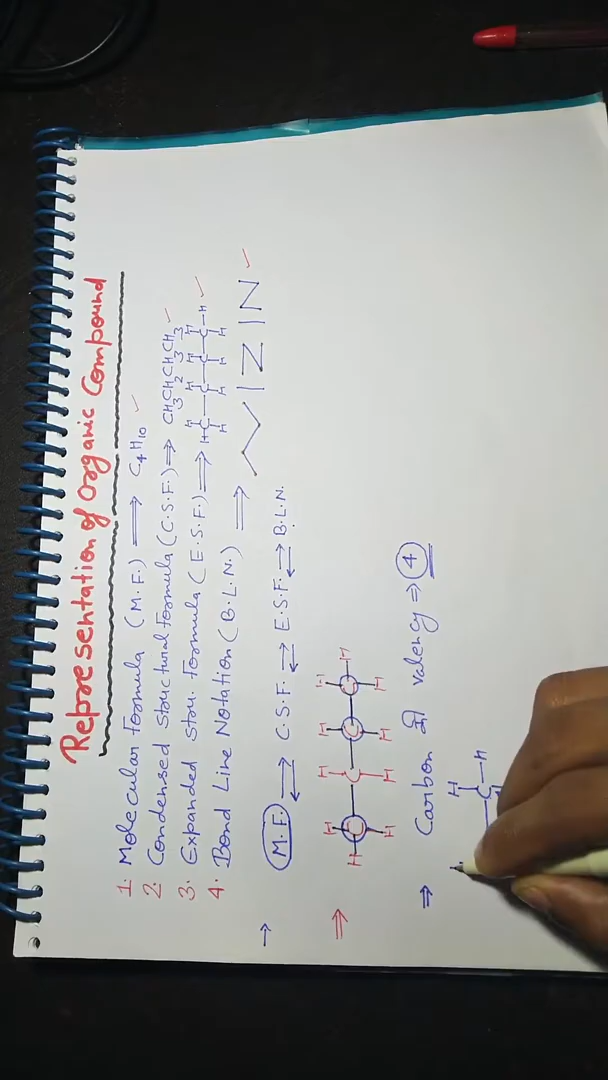 Representation of Organic Compound
1. Molecular formula (M.F.) ⟹ C4H10 ✓
2. Condensed structural Formula (C.S.F.) ⟹ CH3CH2CH3CH3 ✓
3. Expanded stru. formula (E.S.F.) ⟹ ✓
H H H H
H-C-C-C-C-H
H H H H
4. Bond Line Notation (B.L.N.) ⟹ ✓
→ M.F. ⇄ C.S.F. ⇄ E.S.F. ⇄ B.L.N.
⇒
H H H H
H-C-C-C-C-H
H H H H
⇒ Carbon की valency ⇒ 4
H
C-H